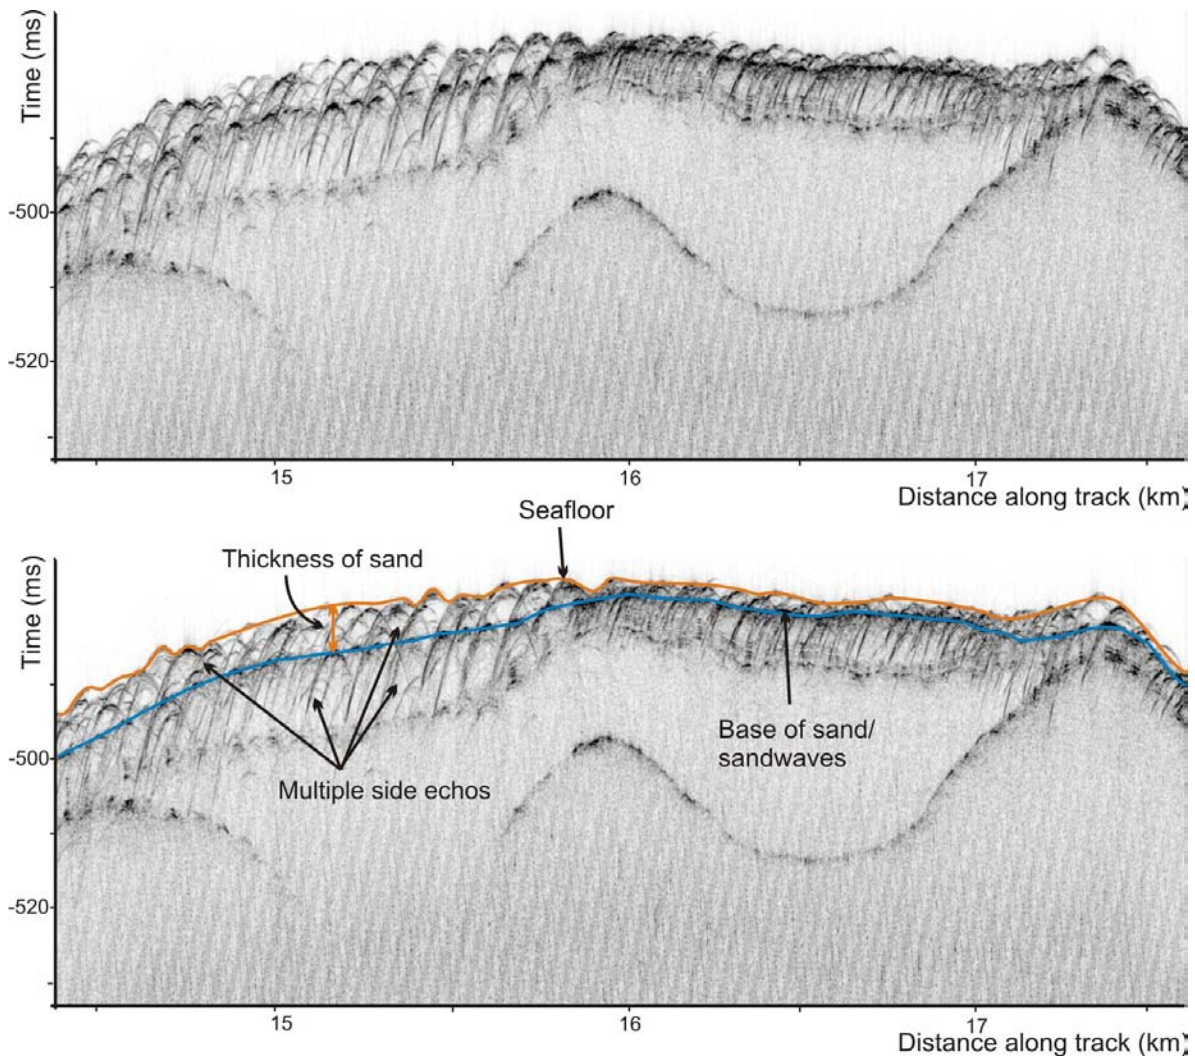 Time (ms)
-500
-520
15
16
17
Distance along track (km)
Seafloor
Thickness of sand
Time (ms)
-500
Base of sand/
sandwaves
Multiple side echos
-520
15
16
17
Distance along track (km)